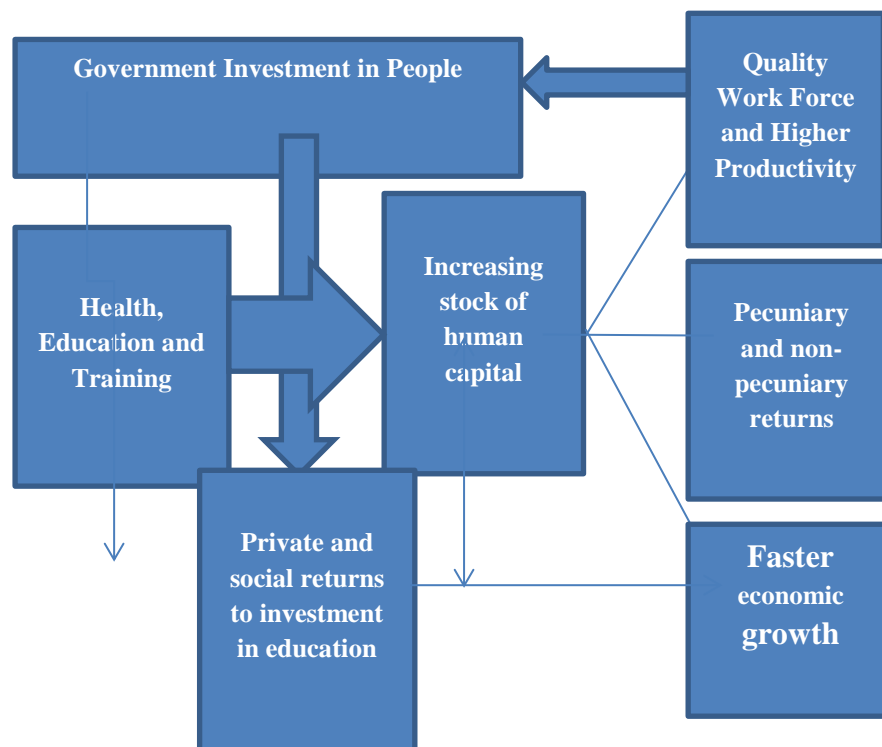 Government Investment in People
Quality
Work Force
and Higher
Productivity
Health,
Education and
Training
Increasing
stock of
human
capital
Pecuniary
and non-
pecuniary
returns
Private and
social returns
to investment
in education
Faster
economic
growth